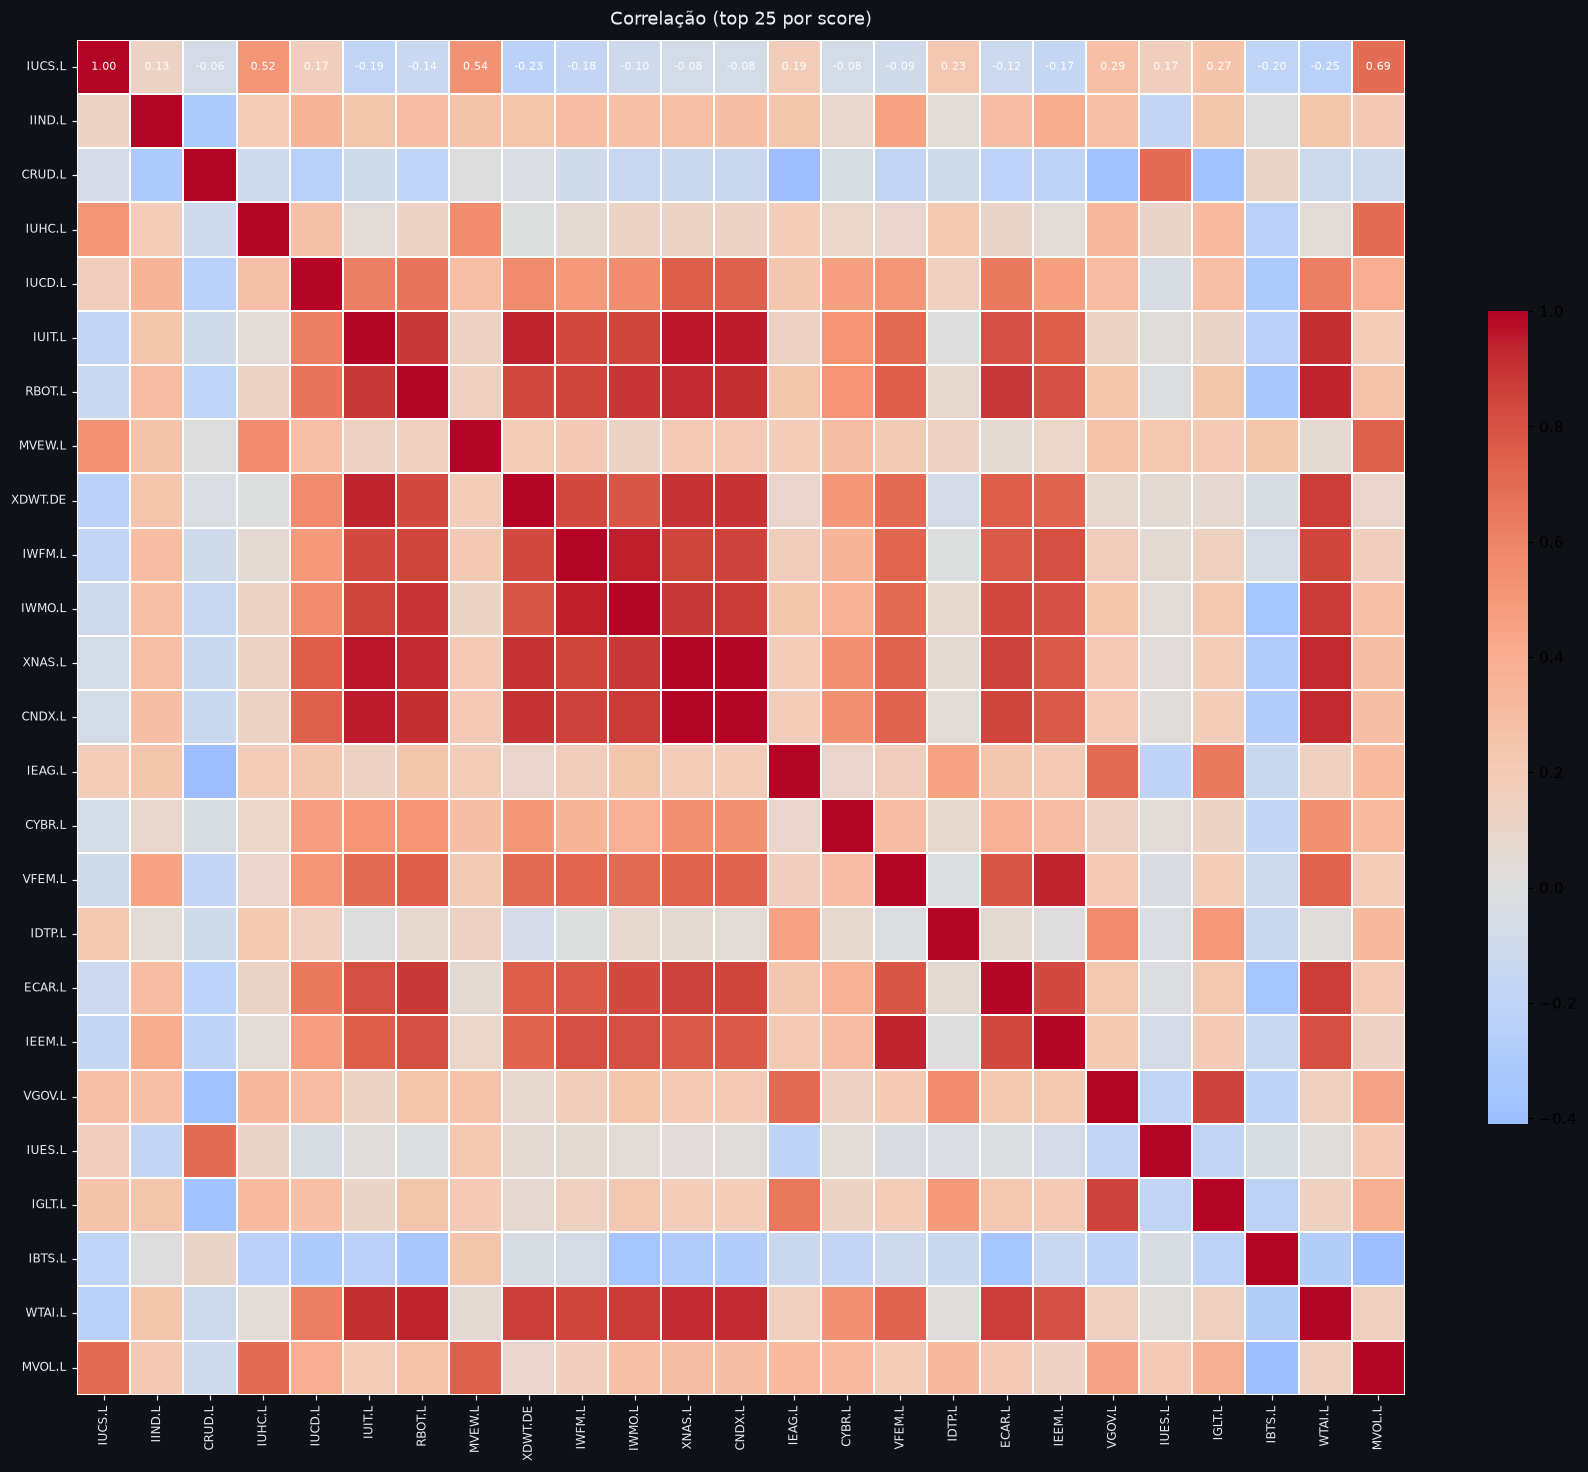 Correlação (top 25 por score)
IUCS.L 1.00 0.13 -0.06 0.52 0.17 -0.19 -0.14 0.54 -0.23 -0.18 -0.10 -0.08 -0.08 0.19 -0.08 -0.09 0.23 -0.12 -0.17 0.29 0.17 0.27 -0.20 -0.25 0.69
IIND.L
CRUD.L
IUHC.L
IUCD.L
IUIT.L
RBOT.L
MVEW.L
XDWT.DE
IWFM.L
IWMO.L
XNAS.L
CNDX.L
IEAG.L
CYBR.L
VFEM.L
IDTP.L
ECAR.L
IEEM.L
VGOV.L
IUES.L
IGLT.L
IBTS.L
WTAI.L
MVOL.L
IUCS.L IIND.L CRUD.L IUHC.L IUCD.L IUIT.L RBOT.L MVEW.L XDWT.DE IWFM.L IWMO.L XNAS.L CNDX.L IEAG.L CYBR.L VFEM.L IDTP.L ECAR.L IEEM.L VGOV.L IUES.L IGLT.L IBTS.L WTAI.L MVOL.L
1.0
0.8
0.6
0.4
0.2
0.0
−0.2
−0.4